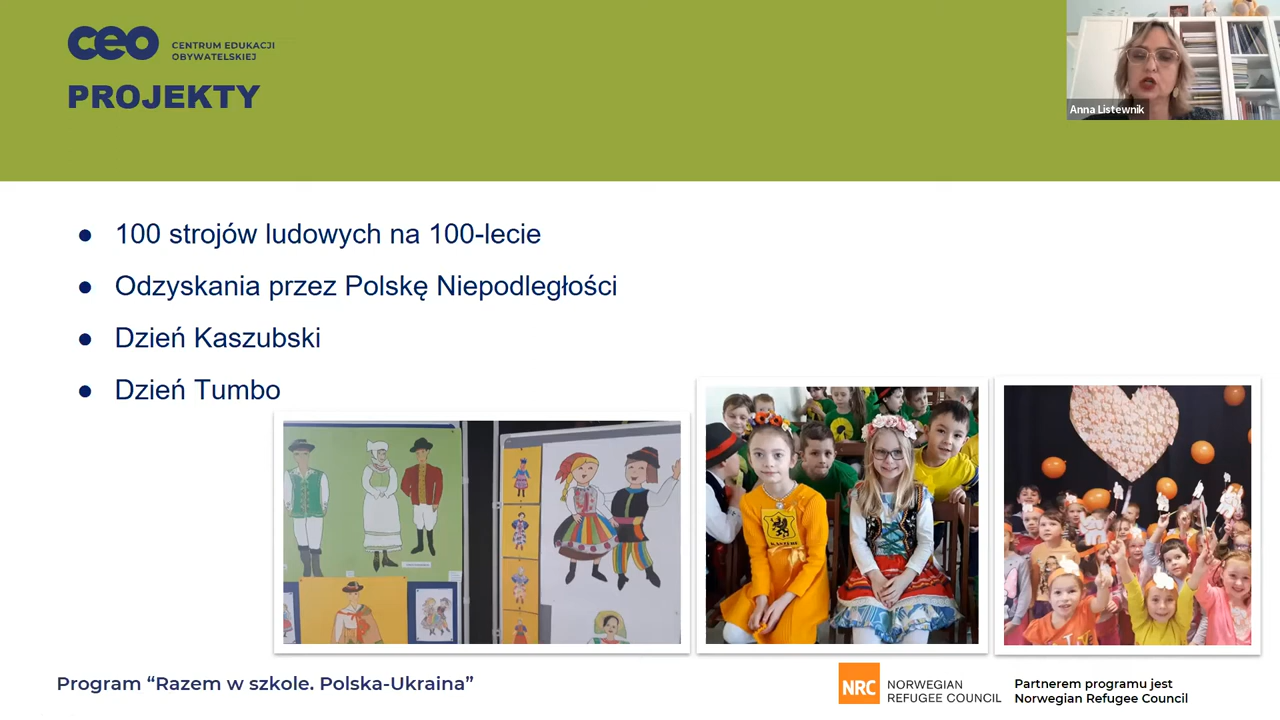 ceo CENTRUM EDUKACJI
OBYWATELSKIEJ
PROJEKTY
Anna Listewnik
● 100 strojów ludowych na 100-lecie
● Odzyskania przez Polskę Niepodległości
● Dzień Kaszubski
● Dzień Tumbo
Program “Razem w szkole. Polska-Ukraina”
NRC NORWEGIAN
REFUGEE COUNCIL
Partnerem programu jest
Norwegian Refugee Council